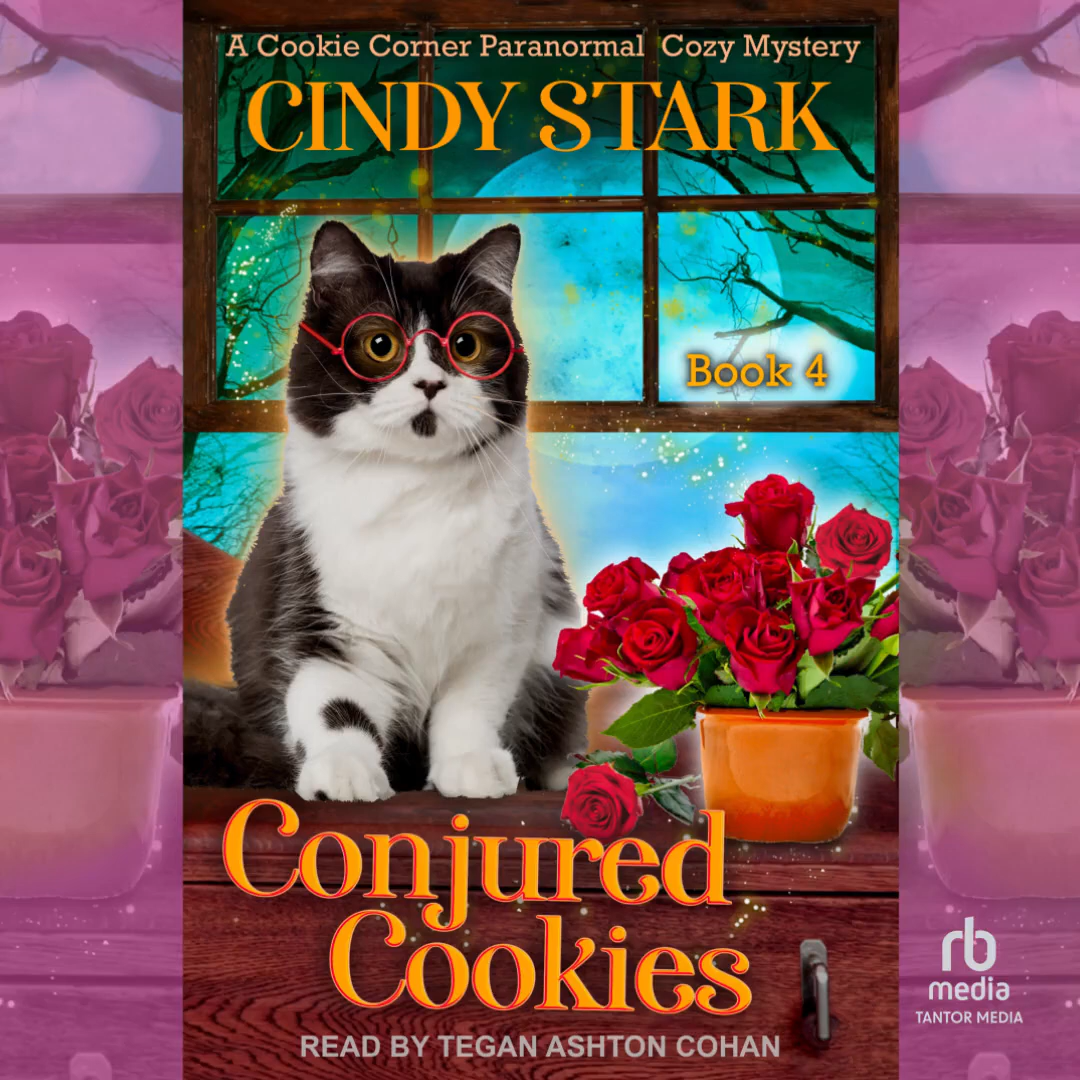 A Cookie Corner Paranormal Cozy Mystery
CINDY STARK
Book 4
Conjured
Cookies
READ BY TEGAN ASHTON COHAN
rb
media
TANTOR MEDIA